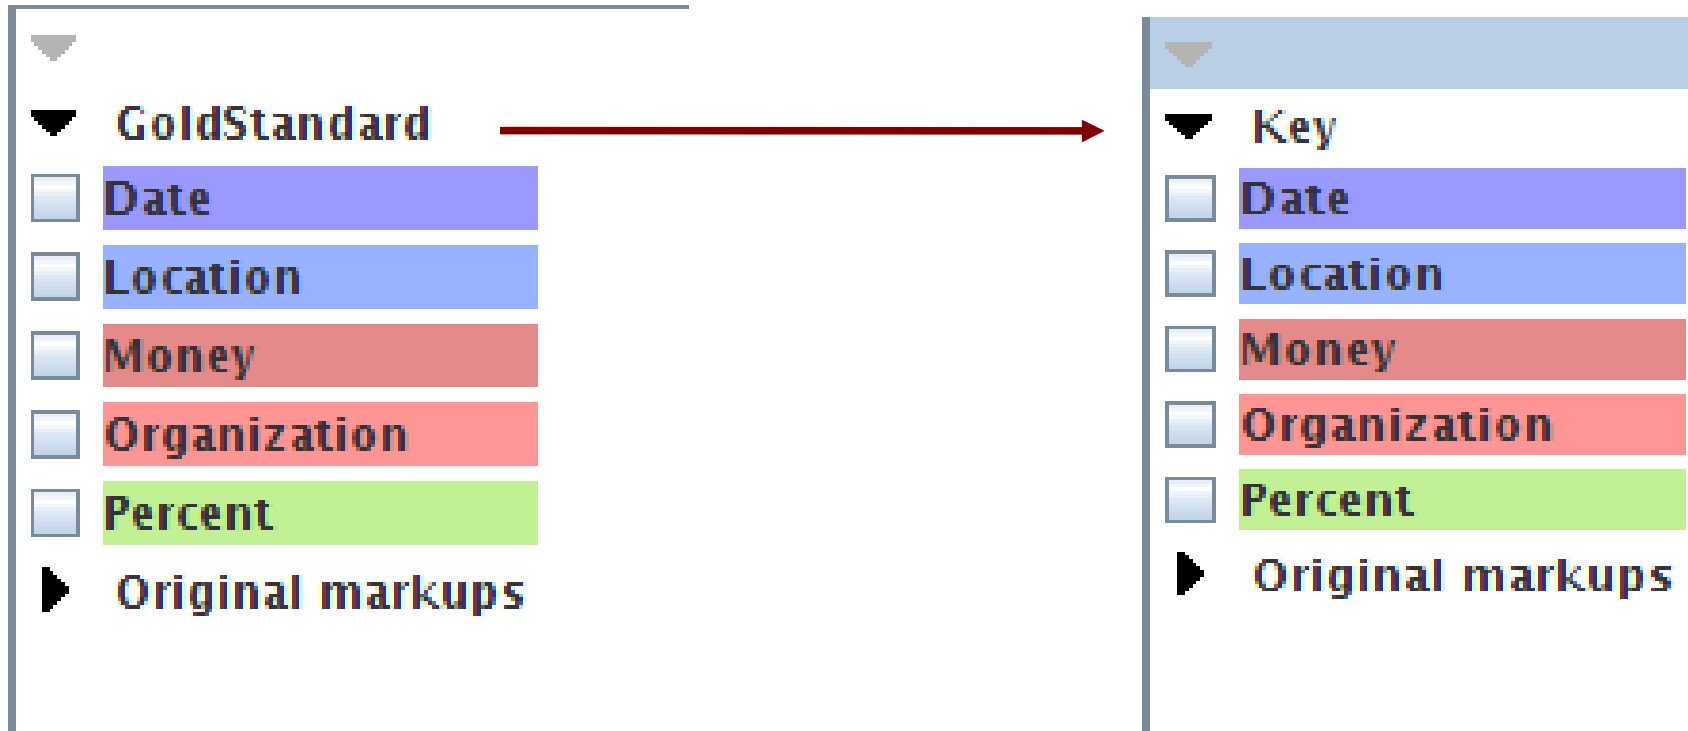 GoldStandard
Date
Location
Money
Organization
Percent
Original markups
Key
Date
Location
Money
Organization
Percent
Original markups